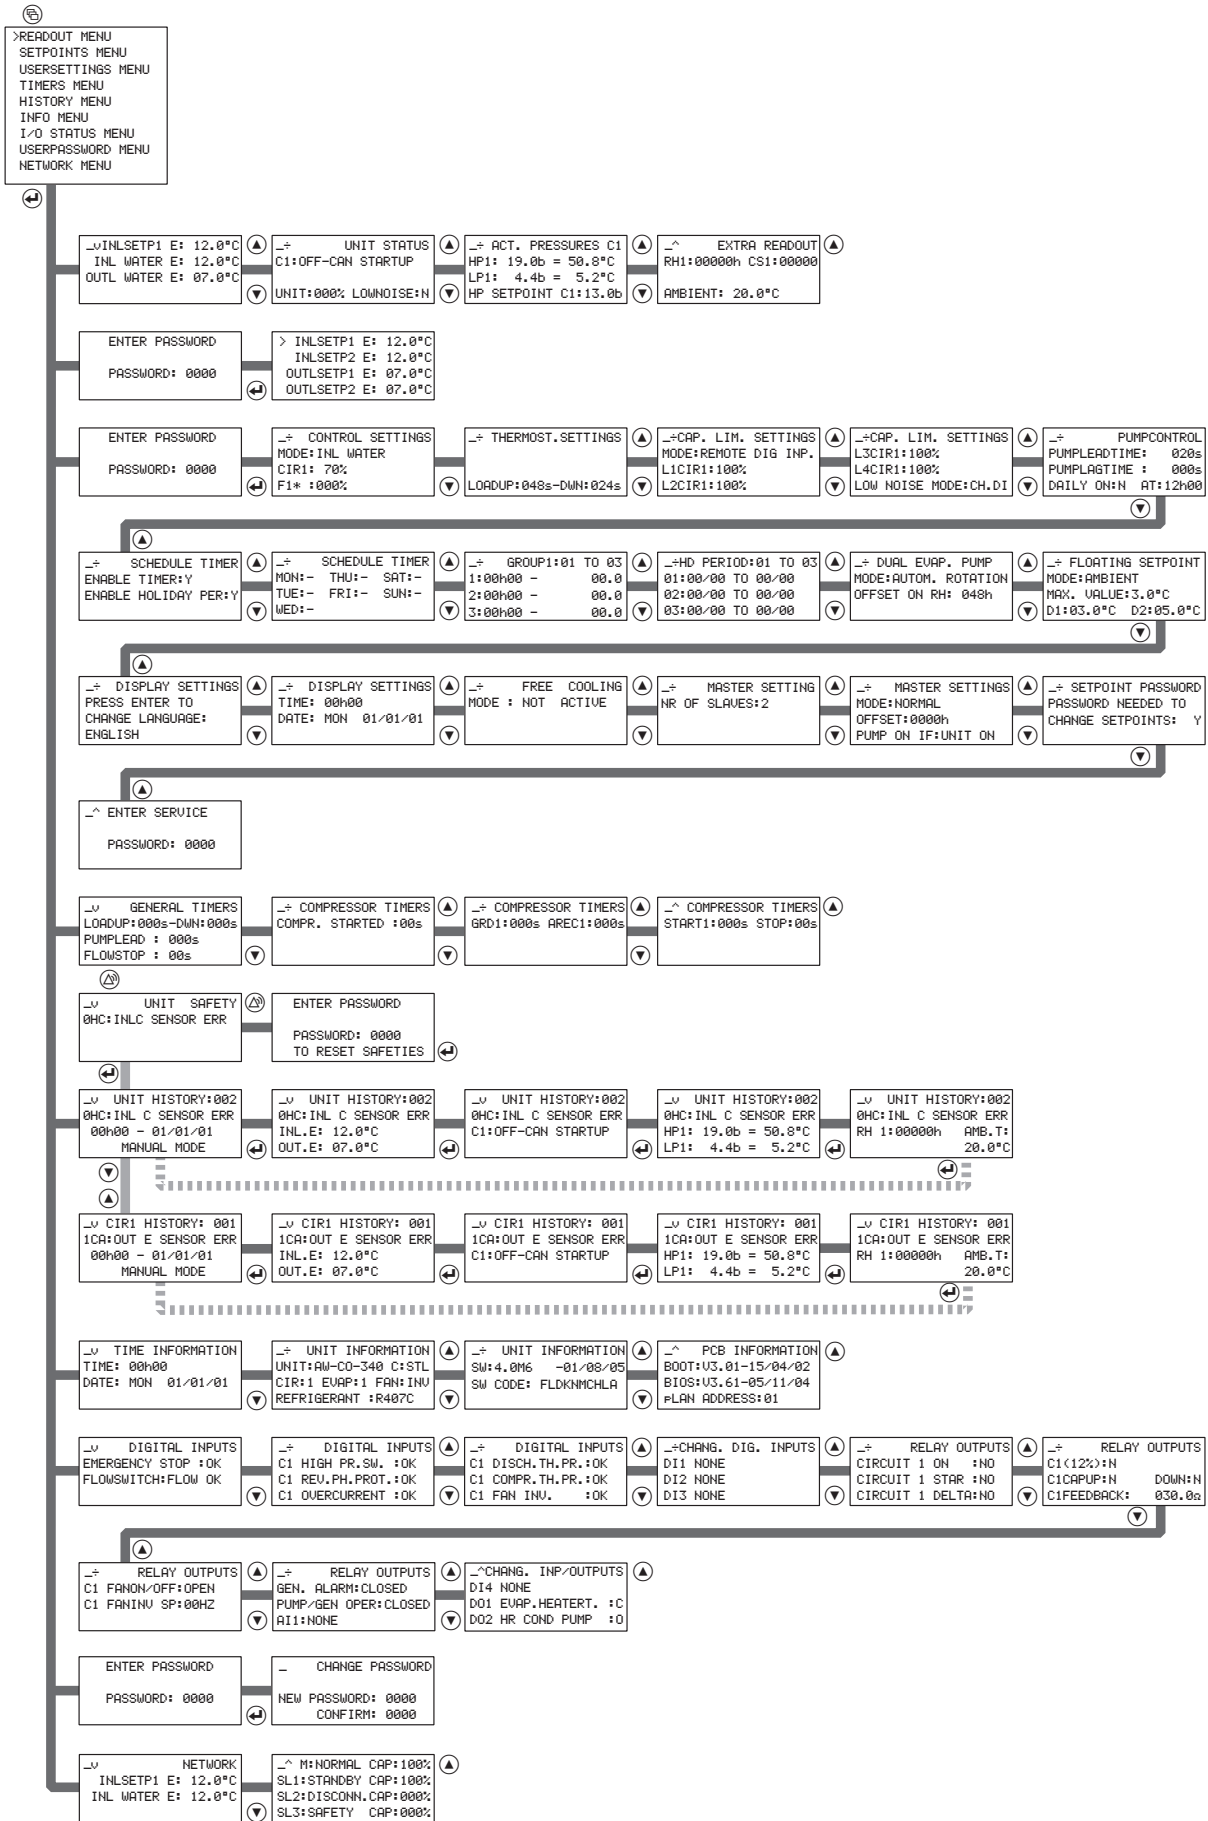 >READOUT MENU
SETPOINTS MENU
USERSETTINGS MENU
TIMERS MENU
HISTORY MENU
INFO MENU
I/O STATUS MENU
USERPASSWORD MENU
NETWORK MENU
_vINLSETP1 E: 12.0°C
INL WATER E: 12.0°C
OUTL WATER E: 07.0°C
_÷ UNIT STATUS
C1:OFF-CAN STARTUP
UNIT:000% LOWNOISE:N
_÷ ACT. PRESSURES C1
HP1: 19.0b = 50.8°C
LP1: 4.4b = 5.2°C
HP SETPOINT C1:13.0b
_^ EXTRA READOUT
RH1:00000h CS1:00000
AMBIENT: 20.0°C
ENTER PASSWORD
PASSWORD: 0000
> INLSETP1 E: 12.0°C
INLSETP2 E: 12.0°C
OUTLSETP1 E: 07.0°C
OUTLSETP2 E: 07.0°C
ENTER PASSWORD
PASSWORD: 0000
_÷ CONTROL SETTINGS
MODE:INL WATER
CIR1: 70%
F1* :000%
_÷ THERMOST.SETTINGS
LOADUP:048s-DWN:024s
_÷CAP. LIM. SETTINGS
MODE:REMOTE DIG INP.
L1CIR1:100%
L2CIR1:100%
_÷CAP. LIM. SETTINGS
L3CIR1:100%
L4CIR1:100%
LOW NOISE MODE:CH.DI
_÷ PUMPCONTROL
PUMPLEADTIME: 020s
PUMPLAGTIME : 000s
DAILY ON:N AT:12h00
_÷ SCHEDULE TIMER
ENABLE TIMER:Y
ENABLE HOLIDAY PER:Y
_÷ SCHEDULE TIMER
MON:- THU:- SAT:-
TUE:- FRI:- SUN:-
WED:-
_÷ GROUP1:01 TO 03
1:00h00 - 00.0
2:00h00 - 00.0
3:00h00 - 00.0
_÷HD PERIOD:01 TO 03
01:00/00 TO 00/00
02:00/00 TO 00/00
03:00/00 TO 00/00
_÷ DUAL EVAP. PUMP
MODE:AUTOM. ROTATION
OFFSET ON RH: 048h
_÷ FLOATING SETPOINT
MODE:AMBIENT
MAX. VALUE:3.0°C
D1:03.0°C D2:05.0°C
_÷ DISPLAY SETTINGS
PRESS ENTER TO
CHANGE LANGUAGE:
ENGLISH
_÷ DISPLAY SETTINGS
TIME: 00h00
DATE: MON 01/01/01
_÷ FREE COOLING
MODE : NOT ACTIVE
_÷ MASTER SETTING
NR OF SLAVES:2
_÷ MASTER SETTINGS
MODE:NORMAL
OFFSET:0000h
PUMP ON IF:UNIT ON
_÷ SETPOINT PASSWORD
PASSWORD NEEDED TO
CHANGE SETPOINTS: Y
_^ ENTER SERVICE
PASSWORD: 0000
_v GENERAL TIMERS
LOADUP:000s-DWN:000s
PUMPLEAD : 000s
FLOWSTOP : 00s
_÷ COMPRESSOR TIMERS
COMPR. STARTED :00s
_÷ COMPRESSOR TIMERS
GRD1:000s AREC1:000s
_^ COMPRESSOR TIMERS
START1:000s STOP:00s
_v UNIT SAFETY
0HC:INLC SENSOR ERR
ENTER PASSWORD
PASSWORD: 0000
TO RESET SAFETIES
_v UNIT HISTORY:002
0HC:INL C SENSOR ERR
00h00 - 01/01/01
MANUAL MODE
_v UNIT HISTORY:002
0HC:INL C SENSOR ERR
INL.E: 12.0°C
OUT.E: 07.0°C
_v UNIT HISTORY:002
0HC:INL C SENSOR ERR
C1:OFF-CAN STARTUP
_v UNIT HISTORY:002
0HC:INL C SENSOR ERR
HP1: 19.0b = 50.8°C
LP1: 4.4b = 5.2°C
_v UNIT HISTORY:002
0HC:INL C SENSOR ERR
RH 1:00000h AMB.T:
20.0°C
_v CIR1 HISTORY: 001
1CA:OUT E SENSOR ERR
00h00 - 01/01/01
MANUAL MODE
_v CIR1 HISTORY: 001
1CA:OUT E SENSOR ERR
INL.E: 12.0°C
OUT.E: 07.0°C
_v CIR1 HISTORY: 001
1CA:OUT E SENSOR ERR
C1:OFF-CAN STARTUP
_v CIR1 HISTORY: 001
1CA:OUT E SENSOR ERR
HP1: 19.0b = 50.8°C
LP1: 4.4b = 5.2°C
_v CIR1 HISTORY: 001
1CA:OUT E SENSOR ERR
RH 1:00000h AMB.T:
20.0°C
_v TIME INFORMATION
TIME: 00h00
DATE: MON 01/01/01
_÷ UNIT INFORMATION
UNIT:AW-CO-340 C:STL
CIR:1 EVAP:1 FAN:INV
REFRIGERANT :R407C
_÷ UNIT INFORMATION
SW:4.0M6 -01/08/05
SW CODE: FLDKNMCHLA
_^ PCB INFORMATION
BOOT:V3.01-15/04/02
BIOS:V3.61-05/11/04
pLAN ADDRESS:01
_v DIGITAL INPUTS
EMERGENCY STOP :OK
FLOWSWITCH:FLOW OK
_÷ DIGITAL INPUTS
C1 HIGH PR.SW. :OK
C1 REV.PH.PROT.:OK
C1 OVERCURRENT :OK
_÷ DIGITAL INPUTS
C1 DISCH.TH.PR.:OK
C1 COMPR.TH.PR.:OK
C1 FAN INV. :OK
_÷CHANG. DIG. INPUTS
DI1 NONE
DI2 NONE
DI3 NONE
_÷ RELAY OUTPUTS
CIRCUIT 1 ON :NO
CIRCUIT 1 STAR :NO
CIRCUIT 1 DELTA:NO
_÷ RELAY OUTPUTS
C1(12%):N
C1CAPUP:N DOWN:N
C1FEEDBACK: 030.0Ω
_÷ RELAY OUTPUTS
C1 FANON/OFF:OPEN
C1 FANINV SP:00HZ
_÷ RELAY OUTPUTS
GEN. ALARM:CLOSED
PUMP/GEN OPER:CLOSED
AI1:NONE
_^CHANG. INP/OUTPUTS
DI4 NONE
DO1 EVAP.HEATERT. :C
DO2 HR COND PUMP :O
ENTER PASSWORD
PASSWORD: 0000
_ CHANGE PASSWORD
NEW PASSWORD: 0000
CONFIRM: 0000
_v NETWORK
INLSETP1 E: 12.0°C
INL WATER E: 12.0°C
_^ M:NORMAL CAP:100%
SL1:STANDBY CAP:100%
SL2:DISCONN.CAP:000%
SL3:SAFETY CAP:000%